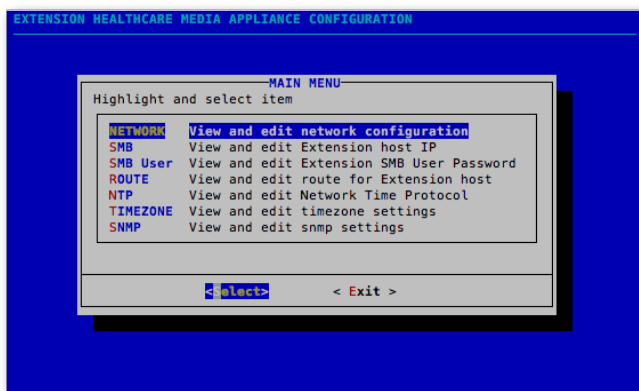 EXTENSION HEALTHCARE MEDIA APPLIANCE CONFIGURATION
MAIN MENU
Highlight and select item
NETWORK View and edit network configuration
SMB View and edit Extension host IP
SMB User View and edit Extension SMB User Password
ROUTE View and edit route for Extension host
NTP View and edit Network Time Protocol
TIMEZONE View and edit timezone settings
SNMP View and edit snmp settings
<Select> < Exit >